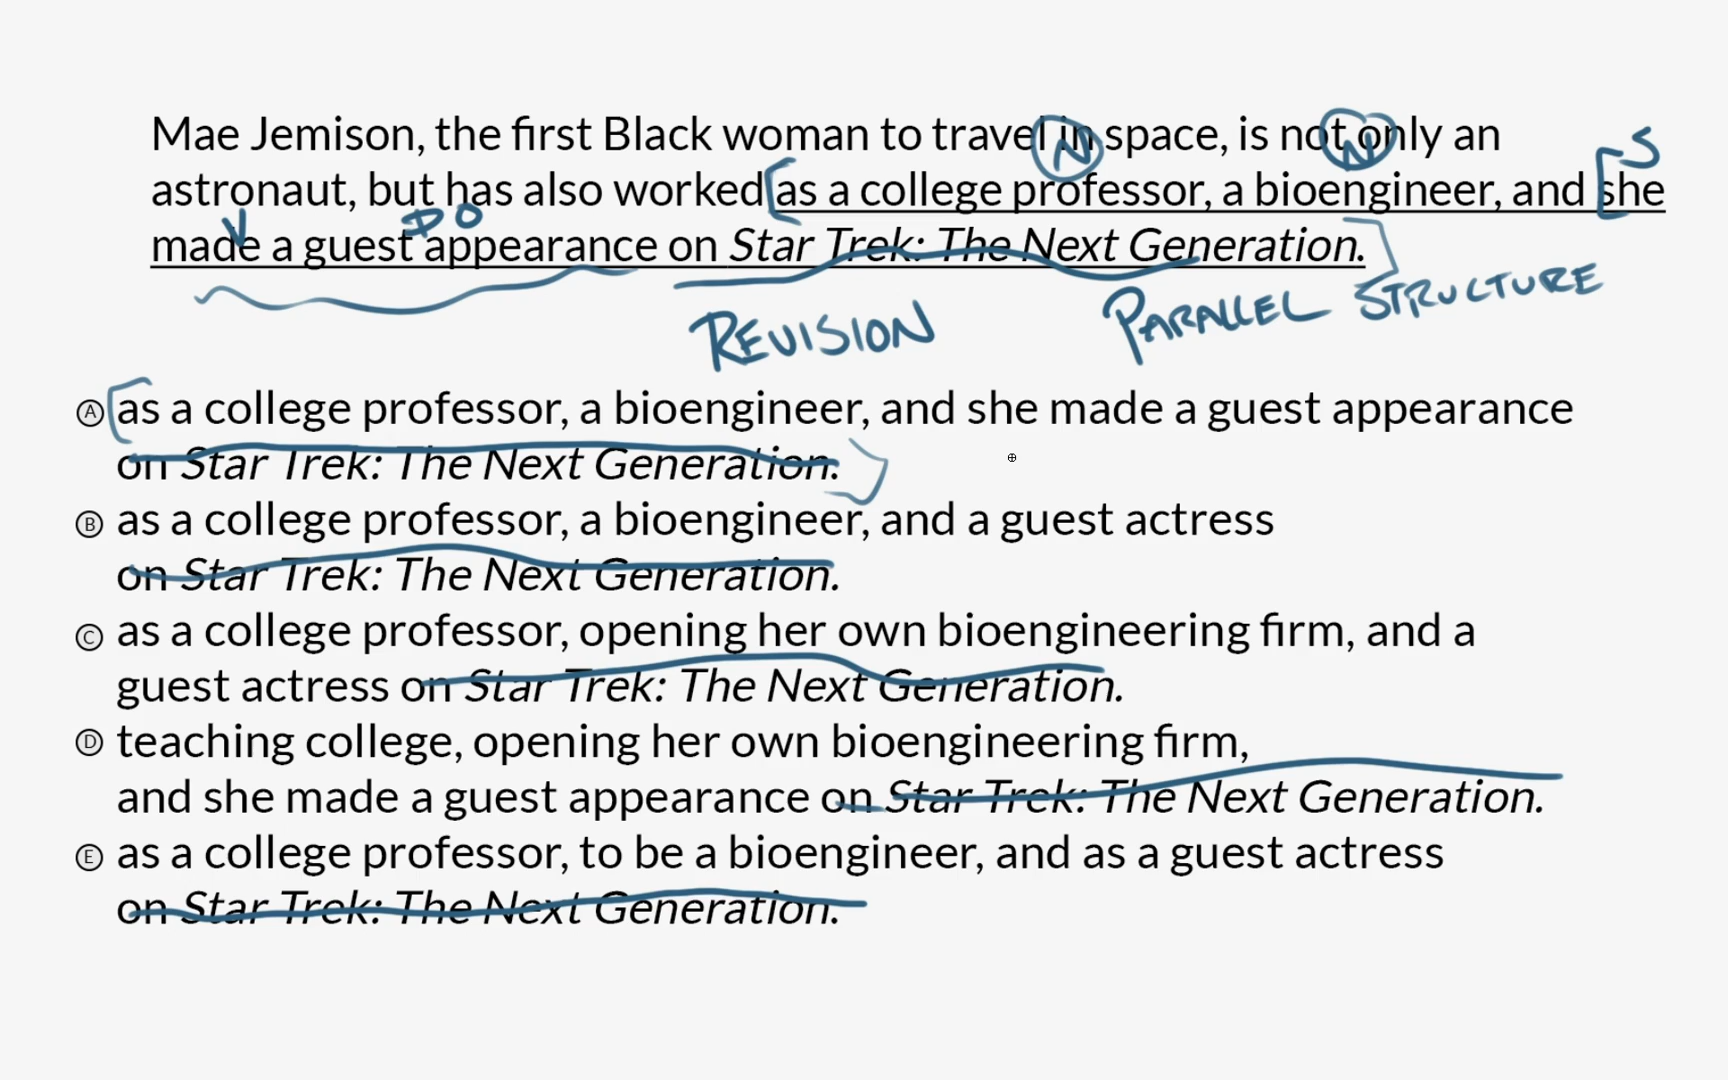 N N S
Mae Jemison, the first Black woman to travel in space, is not only an
astronaut, but has also worked as a college professor, a bioengineer, and she
V DO
made a guest appearance on Star Trek: The Next Generation.
REVISION PARALLEL STRUCTURE
A as a college professor, a bioengineer, and she made a guest appearance
on Star Trek: The Next Generation.
B as a college professor, a bioengineer, and a guest actress
on Star Trek: The Next Generation.
C as a college professor, opening her own bioengineering firm, and a
guest actress on Star Trek: The Next Generation.
D teaching college, opening her own bioengineering firm,
and she made a guest appearance on Star Trek: The Next Generation.
E as a college professor, to be a bioengineer, and as a guest actress
on Star Trek: The Next Generation.